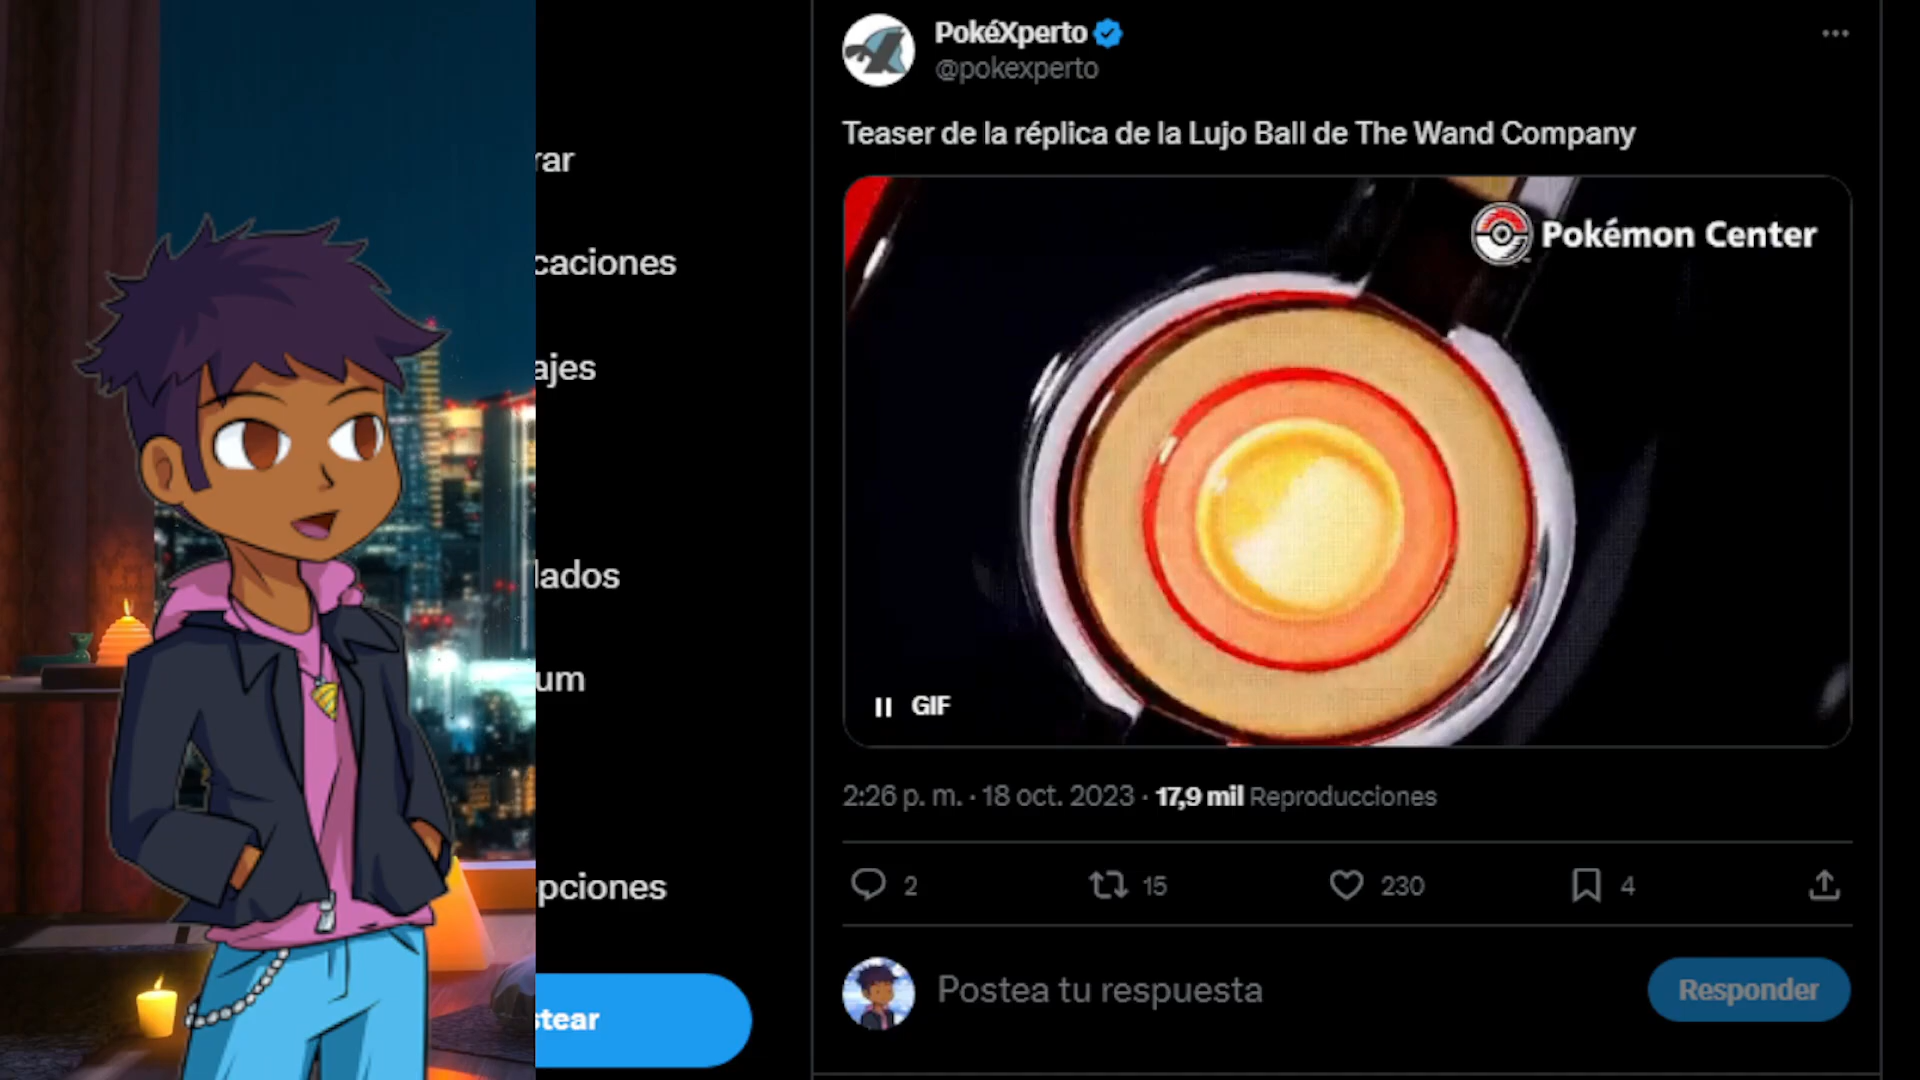 PokéXperto
@pokexperto
Teaser de la réplica de la Lujo Ball de The Wand Company
Pokémon Center
GIF
2:26 p. m. · 18 oct. 2023 · 17,9 mil Reproducciones
2
15
230
4
Postea tu respuesta
Responder
rar
caciones
ajes
lados
um
pciones
stear